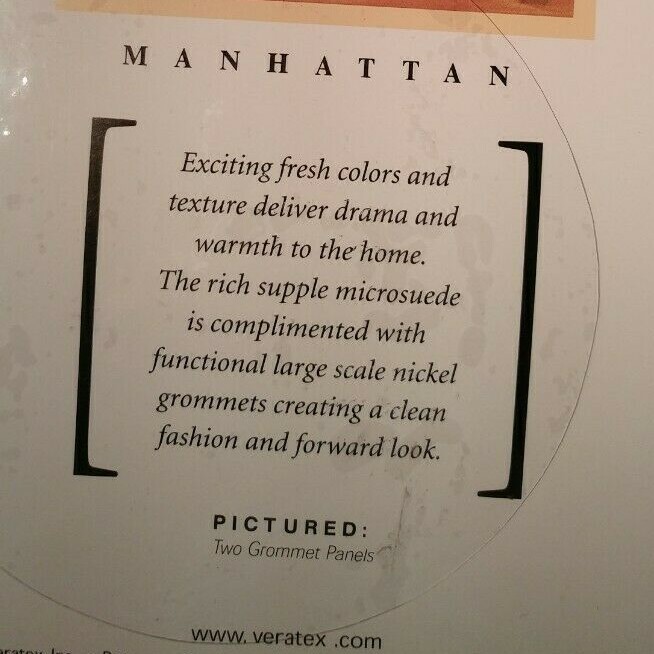 MANHATTAN
Exciting fresh colors and
texture deliver drama and
warmth to the home.
The rich supple microsuede
is complimented with
functional large scale nickel
grommets creating a clean
fashion and forward look.
PICTURED:
Two Grommet Panels
www.veratex.com